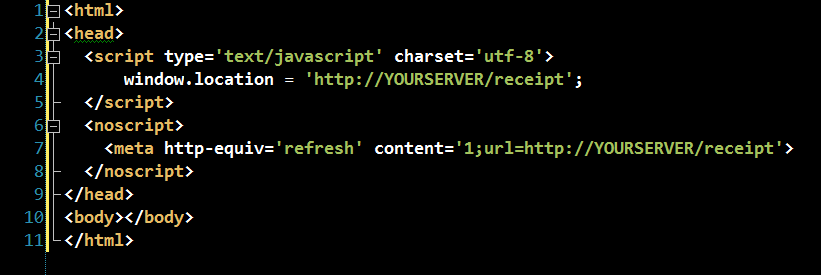 1 <html>
2 <head>
3 <script type='text/javascript' charset='utf-8'>
4 window.location = 'http://YOURSERVER/receipt';
5 </script>
6 <noscript>
7 <meta http-equiv='refresh' content='1;url=http://YOURSERVER/receipt'>
8 </noscript>
9 </head>
10 <body></body>
11 </html>